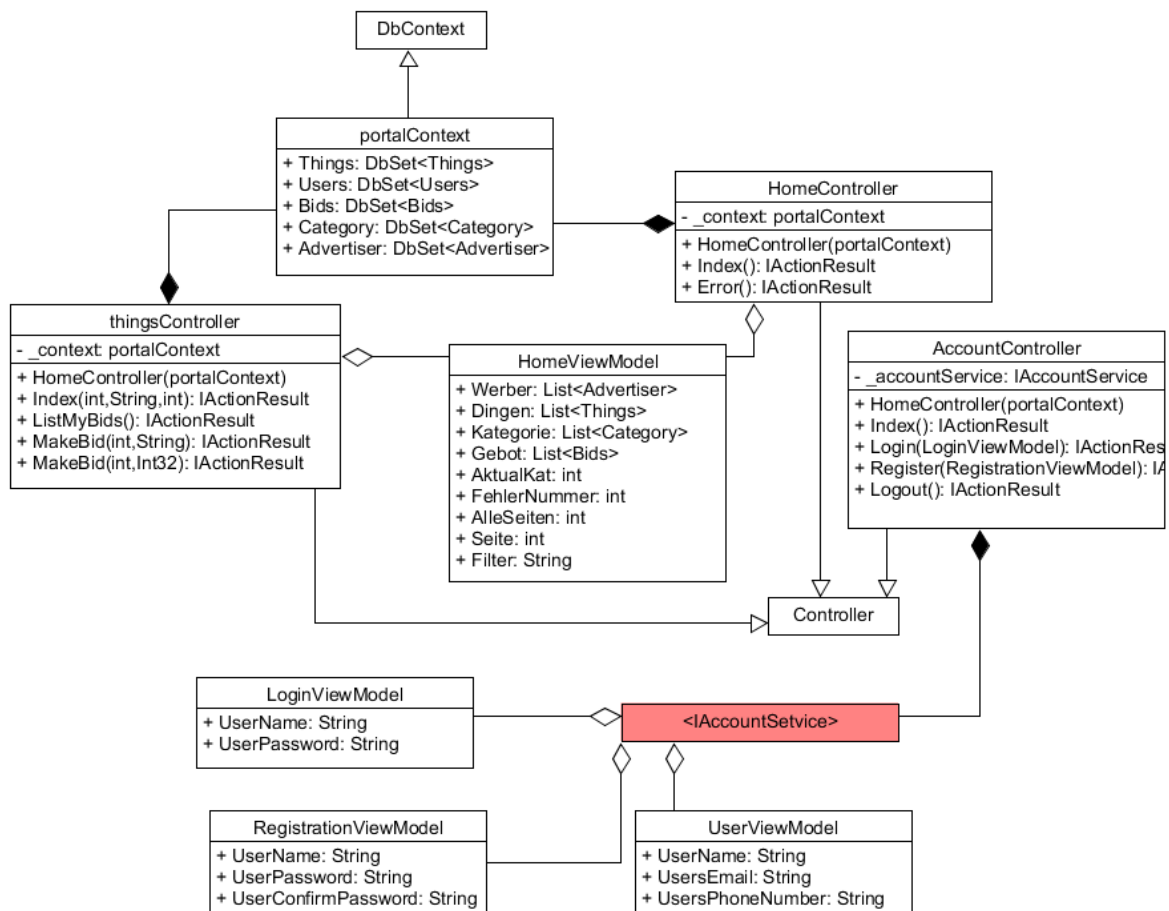 DbContext
portalContext
+ Things: DbSet<Things>
+ Users: DbSet<Users>
+ Bids: DbSet<Bids>
+ Category: DbSet<Category>
+ Advertiser: DbSet<Advertiser>
HomeController
- _context: portalContext
+ HomeController(portalContext)
+ Index(): IActionResult
+ Error(): IActionResult
thingsController
- _context: portalContext
+ HomeController(portalContext)
+ Index(int,String,int): IActionResult
+ ListMyBids(): IActionResult
+ MakeBid(int,String): IActionResult
+ MakeBid(int,Int32): IActionResult
HomeViewModel
+ Werber: List<Advertiser>
+ Dingen: List<Things>
+ Kategorie: List<Category>
+ Gebot: List<Bids>
+ AktualKat: int
+ FehlerNummer: int
+ AlleSeiten: int
+ Seite: int
+ Filter: String
AccountController
- _accountService: IAccountService
+ HomeController(portalContext)
+ Index(): IActionResult
+ Login(LoginViewModel): IActionRes
+ Register(RegistrationViewModel): IA
+ Logout(): IActionResult
Controller
LoginViewModel
+ UserName: String
+ UserPassword: String
<IAccountSetvice>
RegistrationViewModel
+ UserName: String
+ UserPassword: String
+ UserConfirmPassword: String
UserViewModel
+ UserName: String
+ UsersEmail: String
+ UsersPhoneNumber: String